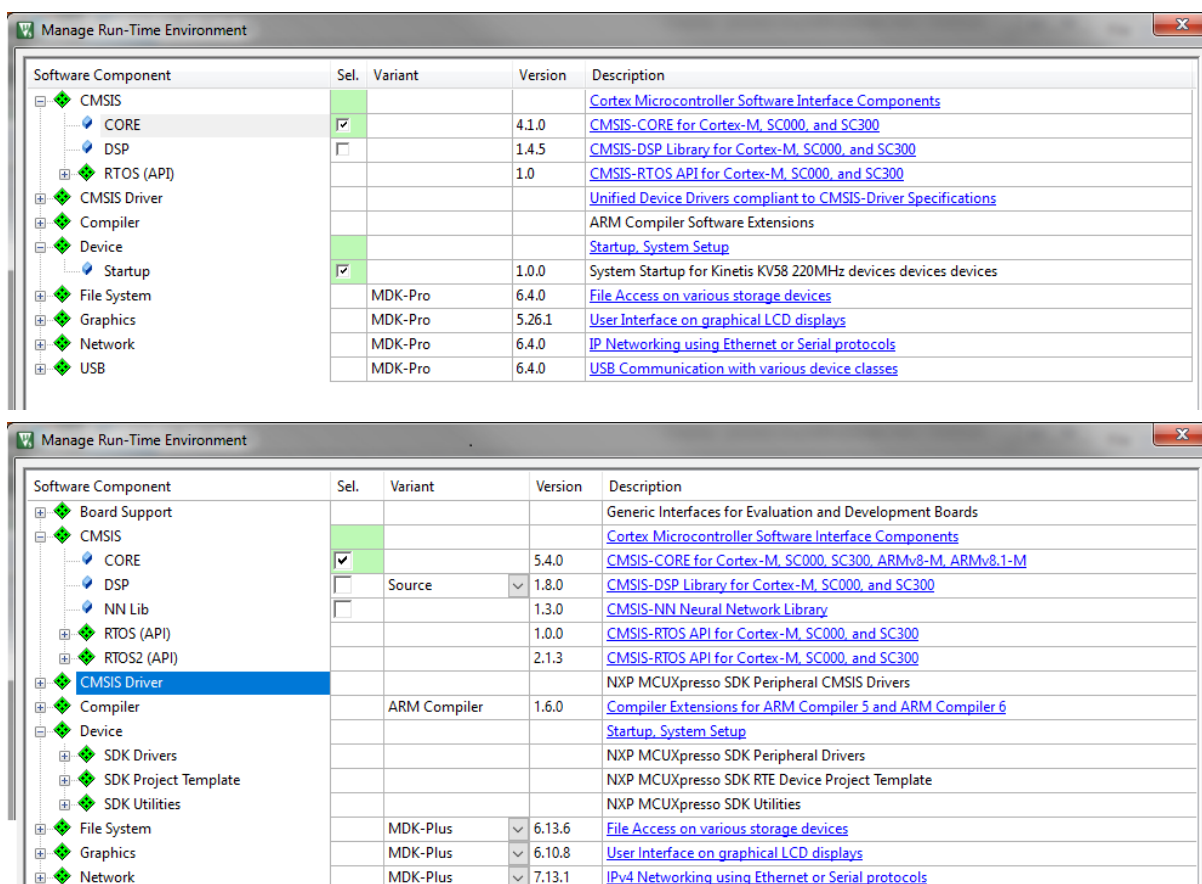 Manage Run-Time Environment
X
Software Component Sel. Variant Version Description
CMSIS Cortex Microcontroller Software Interface Components
CORE 4.1.0 CMSIS-CORE for Cortex-M, SC000, and SC300
DSP 1.4.5 CMSIS-DSP Library for Cortex-M, SC000, and SC300
RTOS (API) 1.0 CMSIS-RTOS API for Cortex-M, SC000, and SC300
CMSIS Driver Unified Device Drivers compliant to CMSIS-Driver Specifications
Compiler ARM Compiler Software Extensions
Device Startup, System Setup
Startup 1.0.0 System Startup for Kinetis KV58 220MHz devices devices devices
File System MDK-Pro 6.4.0 File Access on various storage devices
Graphics MDK-Pro 5.26.1 User Interface on graphical LCD displays
Network MDK-Pro 6.4.0 IP Networking using Ethernet or Serial protocols
USB MDK-Pro 6.4.0 USB Communication with various device classes
Manage Run-Time Environment
X
Software Component Sel. Variant Version Description
Board Support Generic Interfaces for Evaluation and Development Boards
CMSIS Cortex Microcontroller Software Interface Components
CORE 5.4.0 CMSIS-CORE for Cortex-M, SC000, SC300, ARMv8-M, ARMv8.1-M
DSP Source 1.8.0 CMSIS-DSP Library for Cortex-M, SC000, and SC300
NN Lib 1.3.0 CMSIS-NN Neural Network Library
RTOS (API) 1.0.0 CMSIS-RTOS API for Cortex-M, SC000, and SC300
RTOS2 (API) 2.1.3 CMSIS-RTOS API for Cortex-M, SC000, and SC300
CMSIS Driver NXP MCUXpresso SDK Peripheral CMSIS Drivers
Compiler ARM Compiler 1.6.0 Compiler Extensions for ARM Compiler 5 and ARM Compiler 6
Device Startup, System Setup
SDK Drivers NXP MCUXpresso SDK Peripheral Drivers
SDK Project Template NXP MCUXpresso SDK RTE Device Project Template
SDK Utilities NXP MCUXpresso SDK Utilities
File System MDK-Plus 6.13.6 File Access on various storage devices
Graphics MDK-Plus 6.10.8 User Interface on graphical LCD displays
Network MDK-Plus 7.13.1 IPv4 Networking using Ethernet or Serial protocols